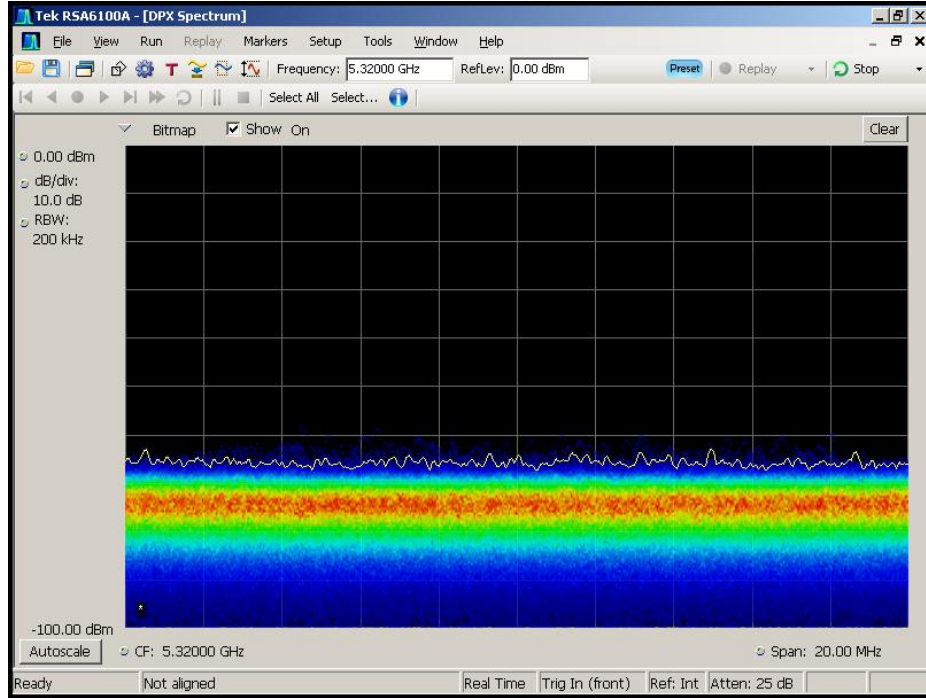 Tek RSA6100A - [DPX Spectrum]
File View Run Replay Markers Setup Tools Window Help
T Frequency: 5.32000 GHz RefLev: 0.00 dBm Preset Replay Stop
Select All Select...
Bitmap Show On Clear
0.00 dBm
dB/div:
10.0 dB
RBW:
200 kHz
-100.00 dBm
Autoscale CF: 5.32000 GHz Span: 20.00 MHz
Ready Not aligned Real Time Trig In (front) Ref: Int Atten: 25 dB